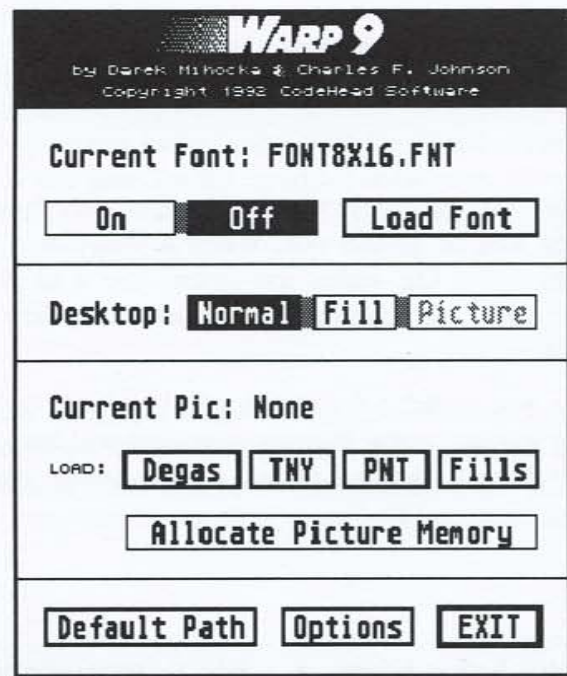 WARP 9
by Darek Mihocka & Charles F. Johnson
Copyright 1992 CodeHead Software
Current Font: FONT8X16.FNT
On Off Load Font
Desktop: Normal Fill Picture
Current Pic: None
LOAD: Degas TNY PNT Fills
Allocate Picture Memory
Default Path Options EXIT